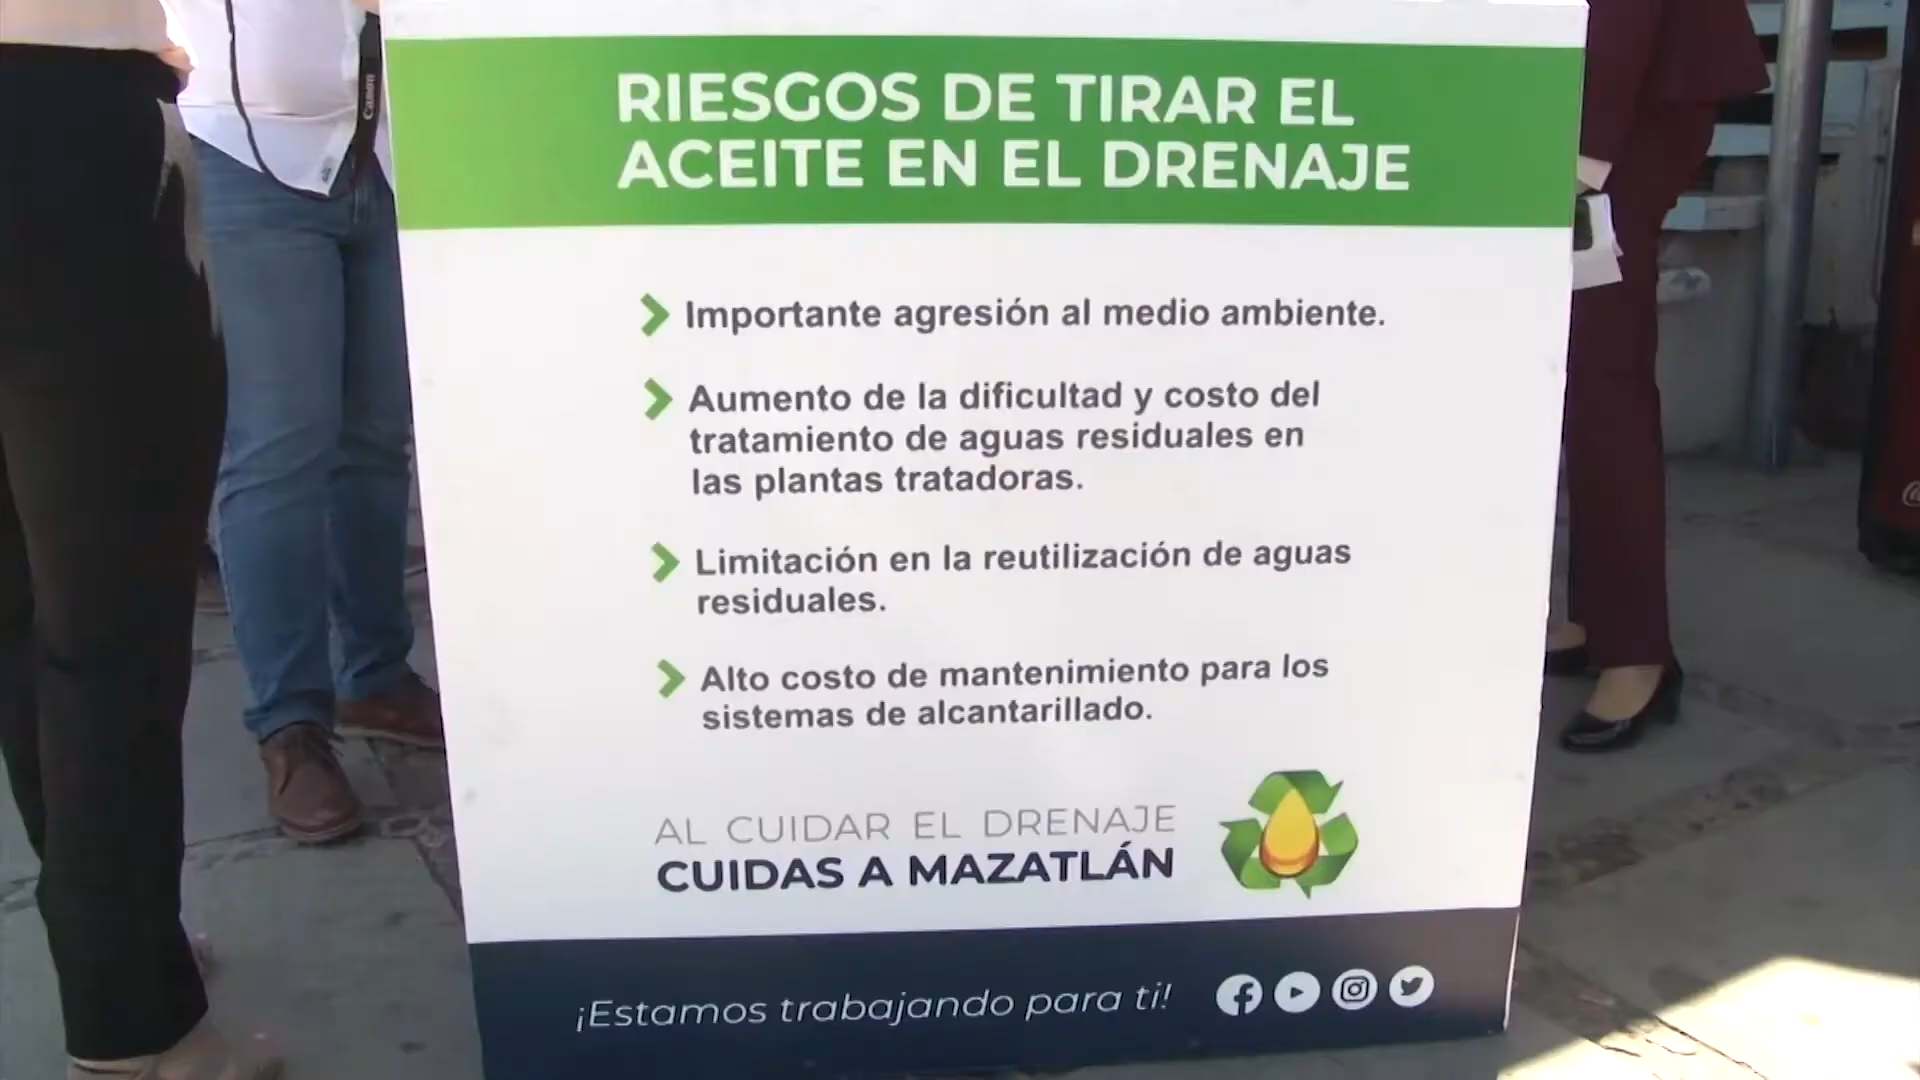 Canon
RIESGOS DE TIRAR EL
ACEITE EN EL DRENAJE
Importante agresión al medio ambiente.
Aumento de la dificultad y costo del
tratamiento de aguas residuales en
las plantas tratadoras.
Limitación en la reutilización de aguas
residuales.
Alto costo de mantenimiento para los
sistemas de alcantarillado.
AL CUIDAR EL DRENAJE
CUIDAS A MAZATLÁN
¡Estamos trabajando para ti!